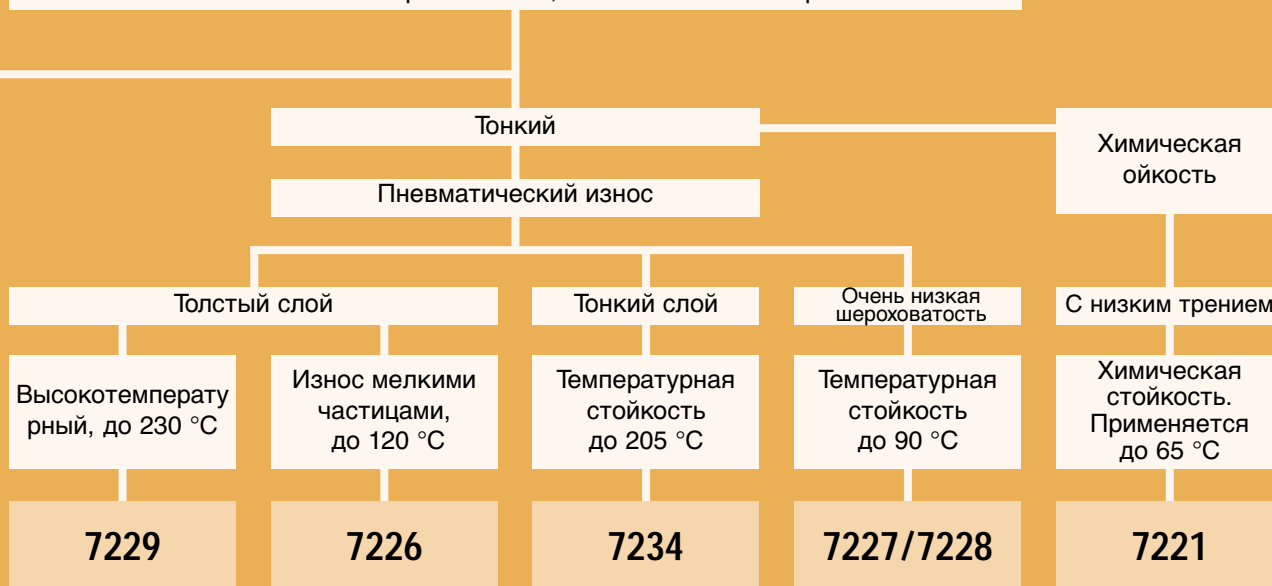 Тонкий
Химическая
ойкость
Пневматический износ
Толстый слой
Тонкий слой
Очень низкая
шероховатость
С низким трением
Высокотемперату
рный, до 230 °C
Износ мелкими
частицами,
до 120 °C
Температурная
стойкость
до 205 °C
Температурная
стойкость
до 90 °C
Химическая
стойкость.
Применяется
до 65 °C
7229
7226
7234
7227/7228
7221